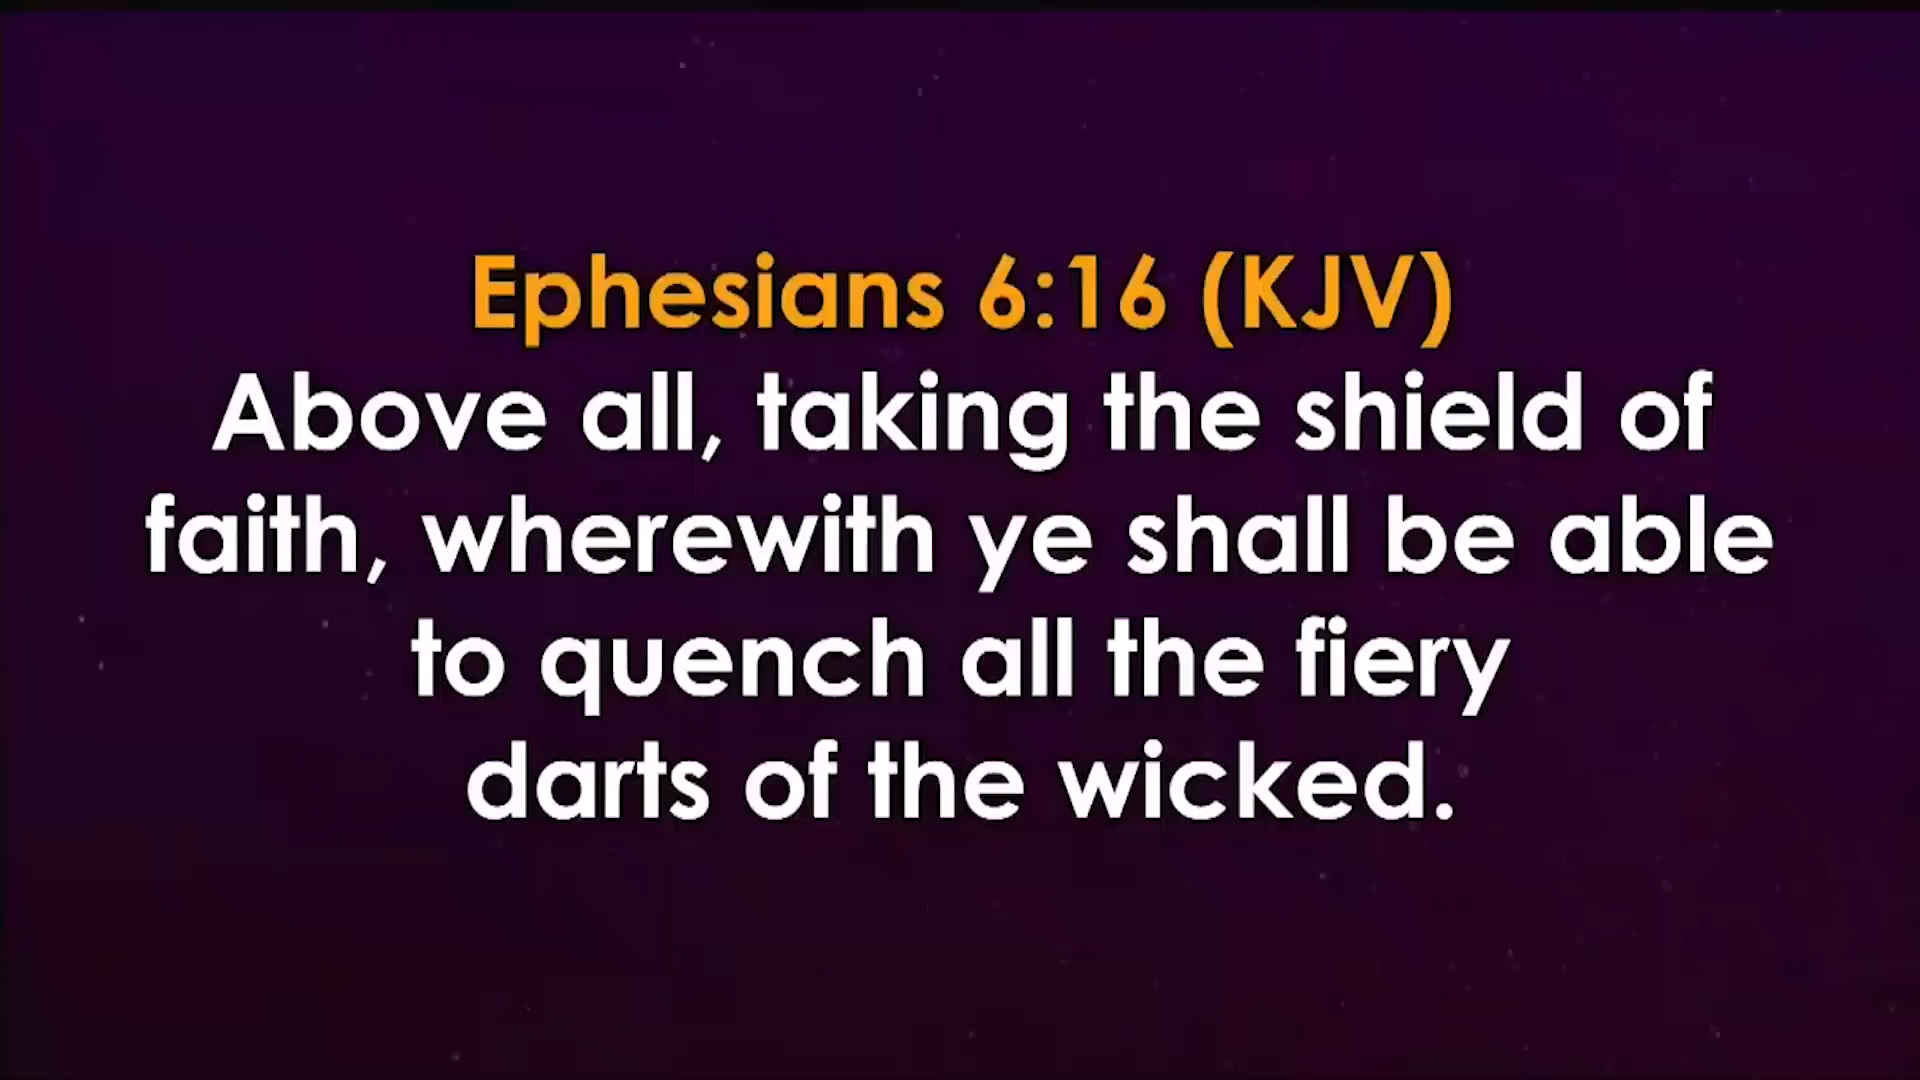 Ephesians 6:16 (KJV)
Above all, taking the shield of
faith, wherewith ye shall be able
to quench all the fiery
darts of the wicked.